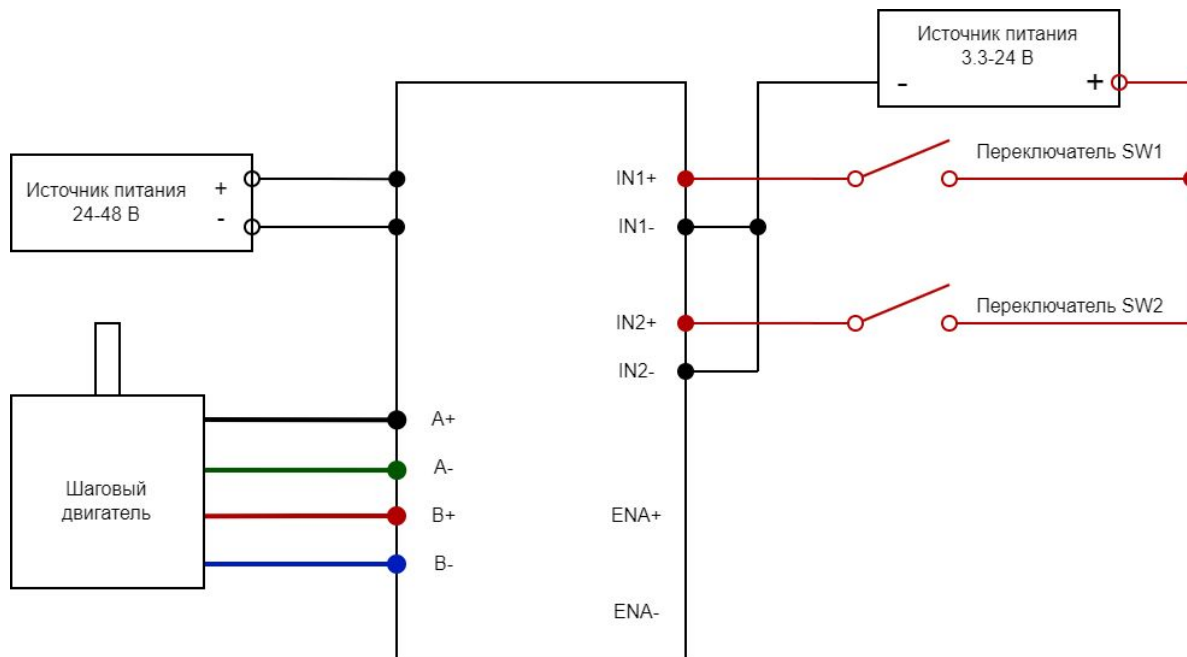 Источник питания
3.3-24 В
-
+
Источник питания
24-48 В
+
-
IN1+
Переключатель SW1
IN1-
IN2+
Переключатель SW2
IN2-
A+
A-
Шаговый
двигатель
B+
ENA+
B-
ENA-